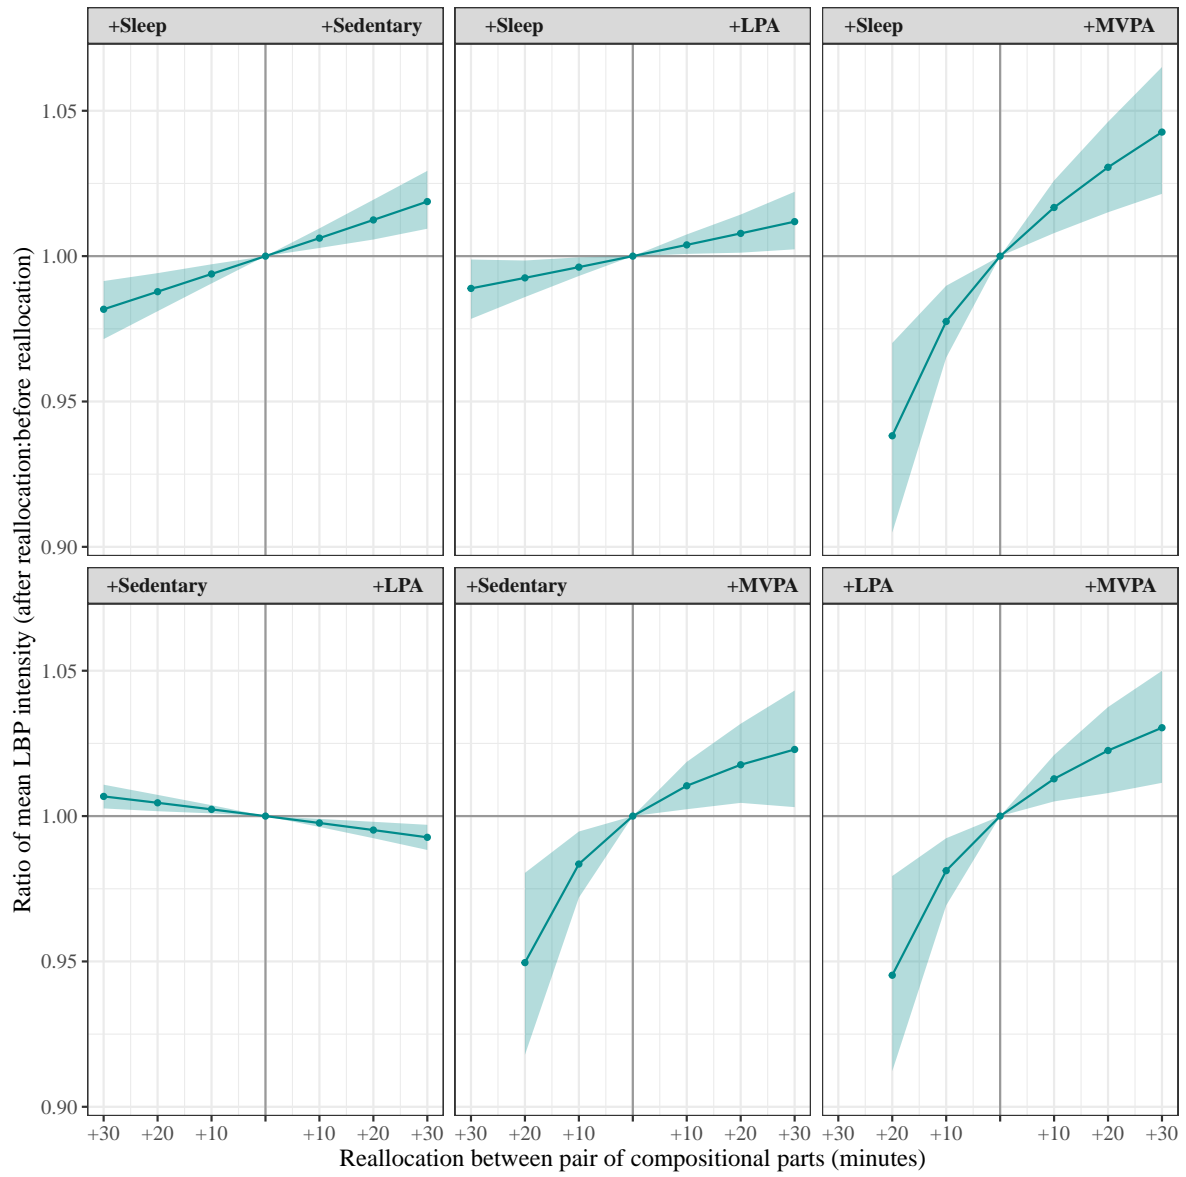 +Sleep +Sedentary
+Sleep +LPA
+Sleep +MVPA
1.05
1.00
0.95
0.90
+Sedentary +LPA
+Sedentary +MVPA
+LPA +MVPA
1.05
1.00
0.95
0.90
+30 +20 +10 +10 +20 +30
+30 +20 +10 +10 +20 +30
+30 +20 +10 +10 +20 +30
Reallocation between pair of compositional parts (minutes)
Ratio of mean LBP intensity (after reallocation:before reallocation)